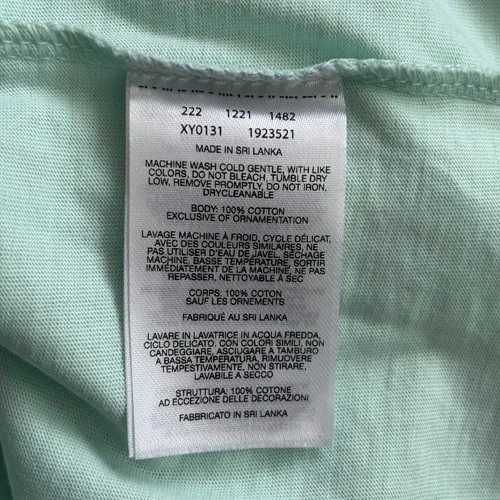 222 1221 1482
XY0131 1923521
MADE IN SRI LANKA
MACHINE WASH COLD GENTLE, WITH LIKE
COLORS. DO NOT BLEACH, TUMBLE DRY
LOW, REMOVE PROMPTLY, DO NOT IRON,
DRYCLEANABLE
BODY: 100% COTTON
EXCLUSIVE OF ORNAMENTATION
LAVAGE MACHINE À FROID, CYCLE DÉLICAT,
AVEC DES COULEURS SIMILAIRES, NE
PAS UTILISER D'EAU DE JAVEL, SÉCHAGE
MACHINE, BASSE TEMPÉRATURE, SORTIR
IMMÉDIATEMENT DE LA MACHINE, NE PAS
REPASSER, NETTOYABLE À SEC
CORPS: 100% COTON
SAUF LES ORNEMENTS
FABRIQUÉ AU SRI LANKA
LAVARE IN LAVATRICE IN ACQUA FREDDA,
CICLO DELICATO. CON COLORI SIMILI, NON
CANDEGGIARE, ASCIUGARE A TAMBURO
A BASSA TEMPERATURA, RIMUOVERE
TEMPESTIVAMENTE, NON STIRARE,
LAVABILE A SECCO
STRUTTURA: 100% COTONE
AD ECCEZIONE DELLE DECORAZIONI
FABBRICATO IN SRI LANKA